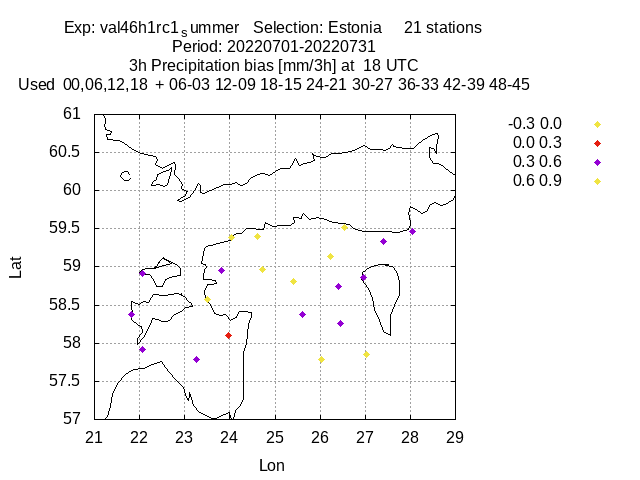 Exp: val46h1rc1summer   Selection: Estonia     21 stations
Period: 20220701-20220731
3h Precipitation bias [mm/3h] at  18 UTC
Used  00,06,12,18  + 06-03 12-09 18-15 24-21 30-27 36-33 42-39 48-45
-0.3 0.0
0.0 0.3
0.3 0.6
0.6 0.9
61
60.5
60
59.5
59
58.5
58
57.5
57
Lat
21 22 23 24 25 26 27 28 29
Lon